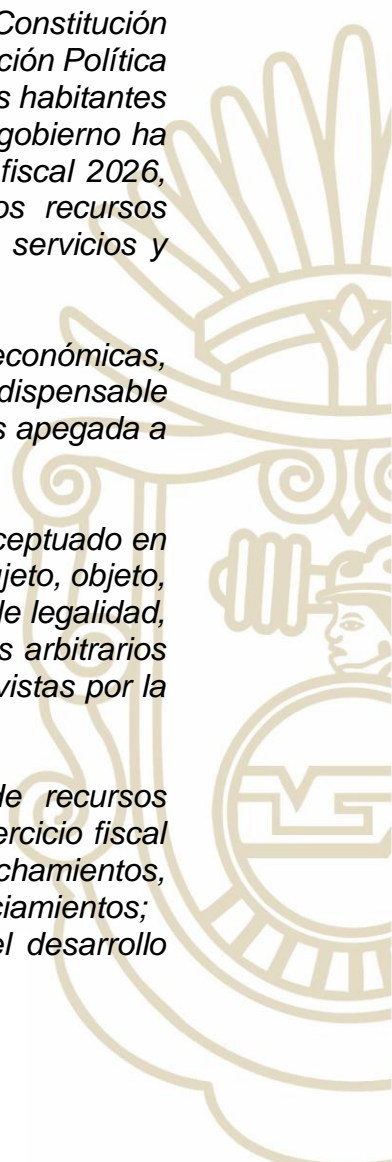 Constitución
ción Política
s habitantes
gobierno ha
fiscal 2026,
os recursos
servicios y
económicas,
dispensable
s apegada a
ceptuado en
jeto, objeto,
de legalidad,
s arbitrarios
vistas por la
de recursos
ercicio fiscal
chamientos,
ciamientos;
el desarrollo